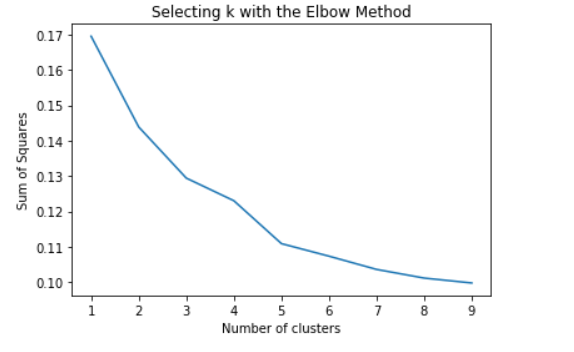 Selecting k with the Elbow Method
0.17
0.16
0.15
0.14
0.13
0.12
0.11
0.10
Sum of Squares
1 2 3 4 5 6 7 8 9
Number of clusters